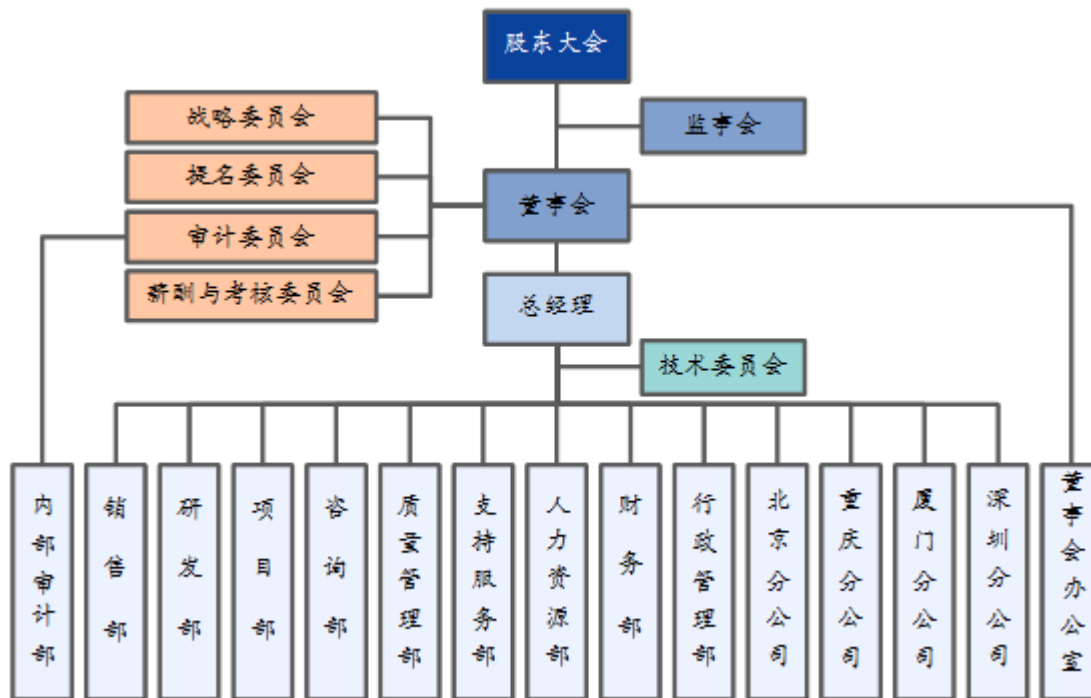 股东大会
战略委员会
监事会
提名委员会
董事会
审计委员会
薪酬与考核委员会
总经理
技术委员会
内部审计部
销售部
研发部
项目部
咨询部
质量管理部
支持服务部
人力资源部
财务部
行政管理部
北京分公司
重庆分公司
厦门分公司
深圳分公司
董事会办公室